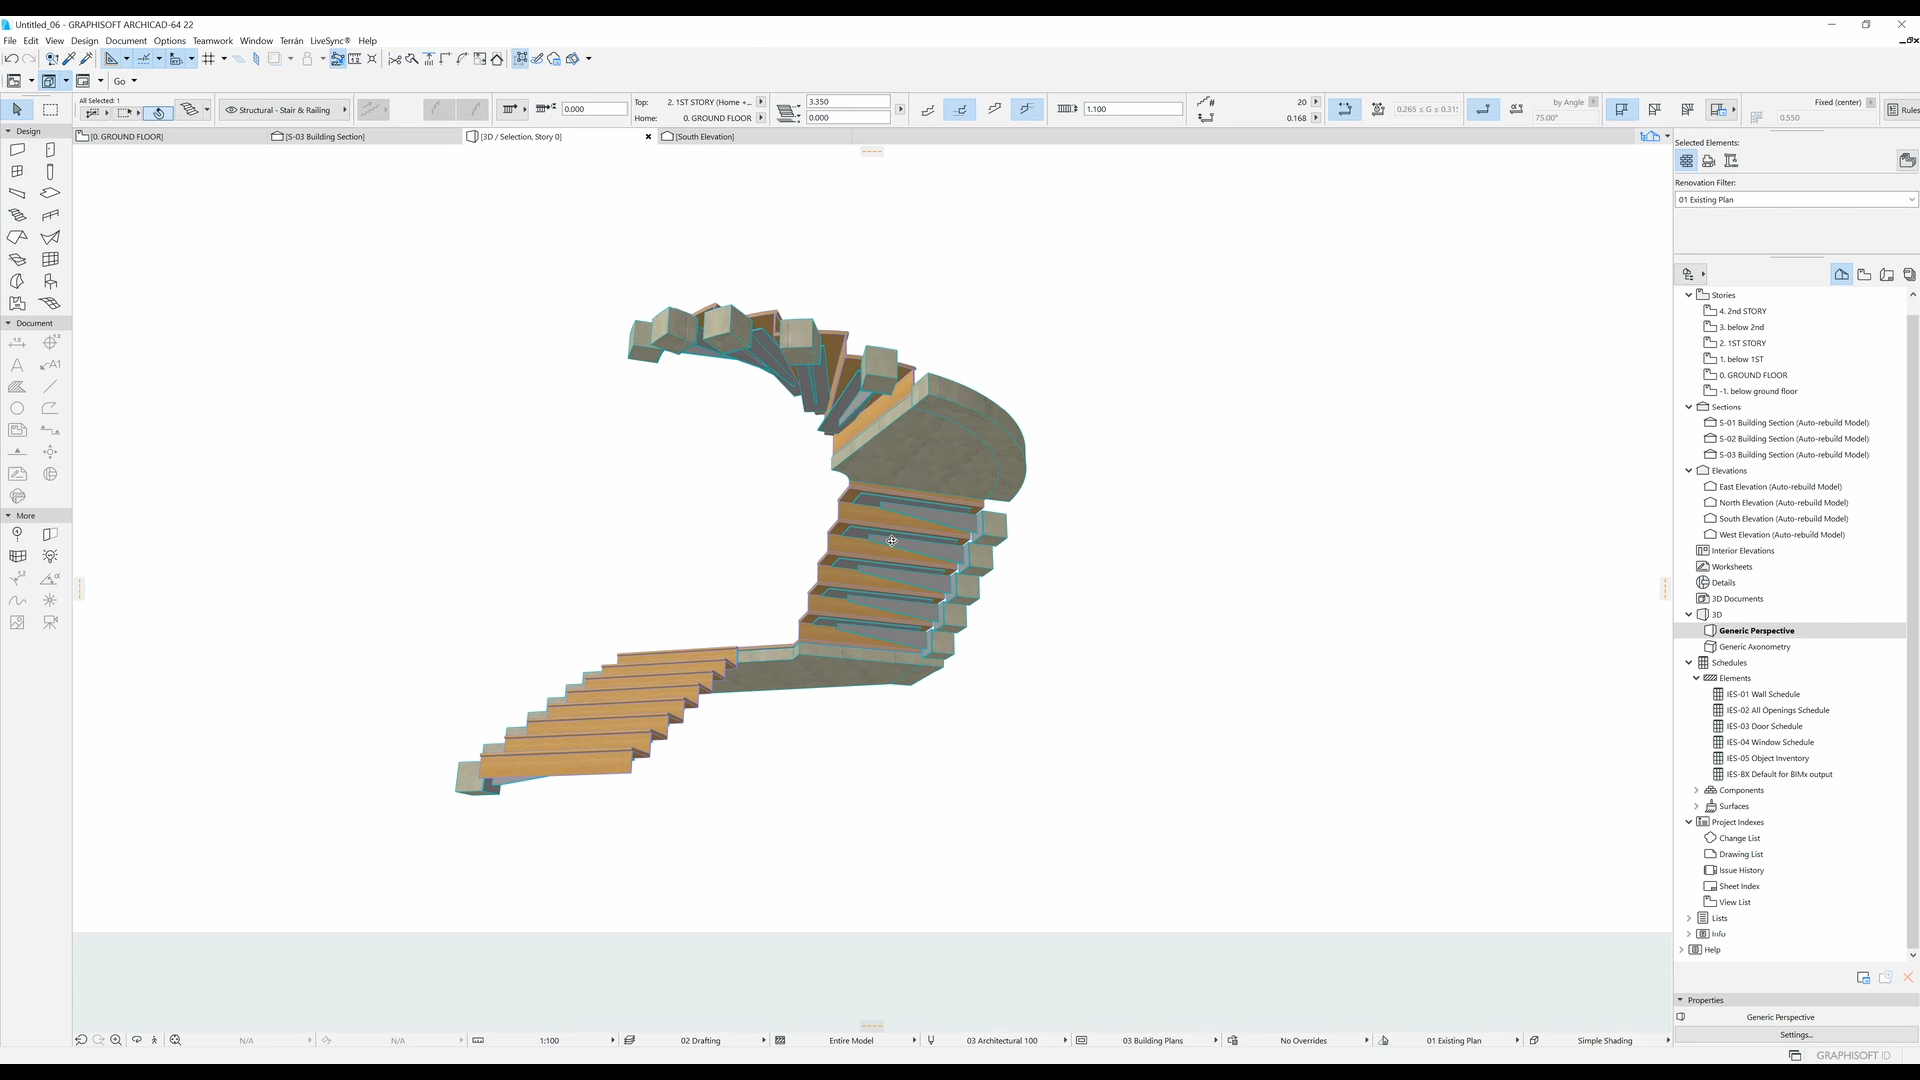 Untitled_06 - GRAPHISOFT ARCHICAD-64 22
File Edit View Design Document Options Teamwork Window Terrán LiveSync® Help
Go
All Selected: 1
Structural - Stair & Railing
0.000
Top: 2. 1ST STORY (Home +...
Home: 0. GROUND FLOOR
3.350
0.000
1.100
20
0.168
0.265 ≤ G ≤ 0.31
by Angle
75.00°
Fixed (center)
0.550
Rules
[0. GROUND FLOOR]
[S-03 Building Section]
[3D / Selection, Story 0]
[South Elevation]
Design
Document
More
Selected Elements:
Renovation Filter:
01 Existing Plan
Stories
4. 2nd STORY
3. below 2nd
2. 1ST STORY
1. below 1ST
0. GROUND FLOOR
-1. below ground floor
Sections
S-01 Building Section (Auto-rebuild Model)
S-02 Building Section (Auto-rebuild Model)
S-03 Building Section (Auto-rebuild Model)
Elevations
East Elevation (Auto-rebuild Model)
North Elevation (Auto-rebuild Model)
South Elevation (Auto-rebuild Model)
West Elevation (Auto-rebuild Model)
Interior Elevations
Worksheets
Details
3D Documents
3D
Generic Perspective
Generic Axonometry
Schedules
Elements
IES-01 Wall Schedule
IES-02 All Openings Schedule
IES-03 Door Schedule
IES-04 Window Schedule
IES-05 Object Inventory
IES-BX Default for BIMx output
Components
Surfaces
Project Indexes
Change List
Drawing List
Issue History
Sheet Index
View List
Lists
Info
Help
Properties
Generic Perspective
Settings...
N/A
N/A
1:100
02 Drafting
Entire Model
03 Architectural 100
03 Building Plans
No Overrides
01 Existing Plan
Simple Shading
GRAPHISOFT ID